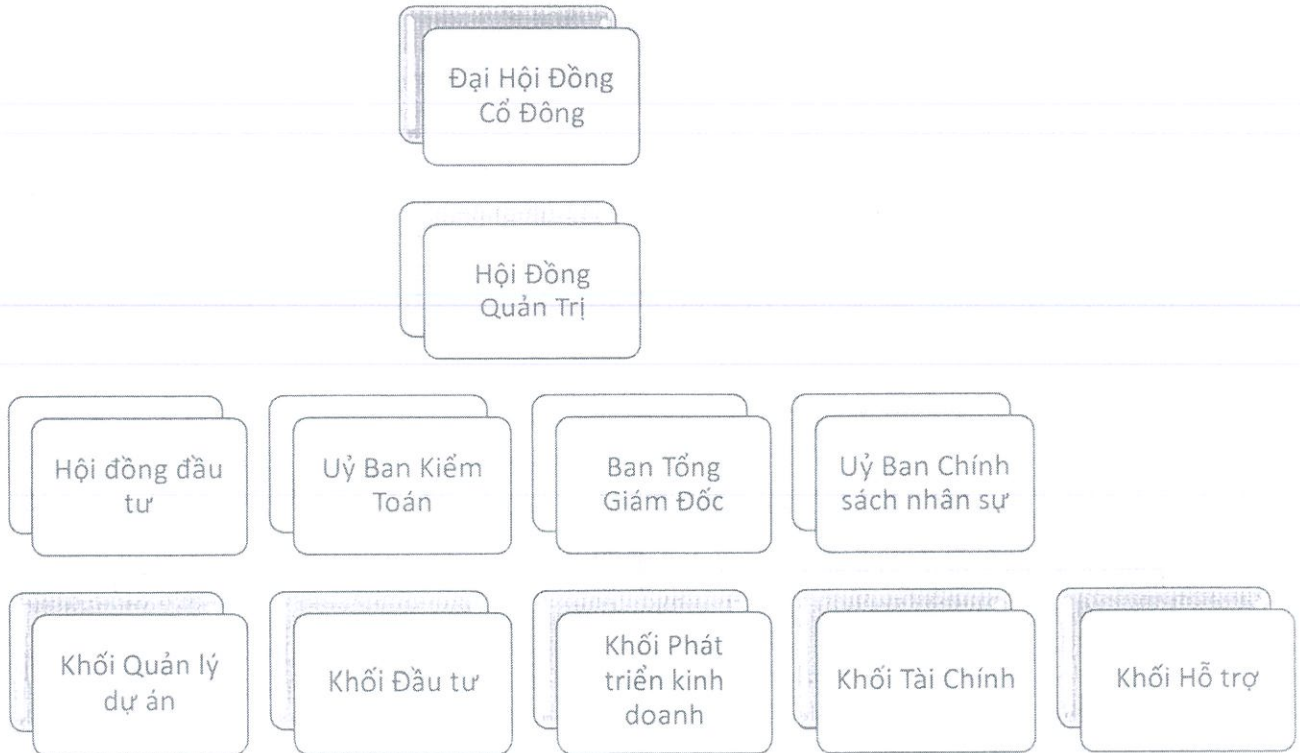 Đại Hội Đồng
Cổ Đông
Hội Đồng
Quản Trị
Hội đồng đầu
tư
Uỷ Ban Kiểm
Toán
Ban Tổng
Giám Đốc
Uỷ Ban Chính
sách nhân sự
Khối Quản lý
dự án
Khối Đầu tư
Khối Phát
triển kinh
doanh
Khối Tài Chính
Khối Hỗ trợ